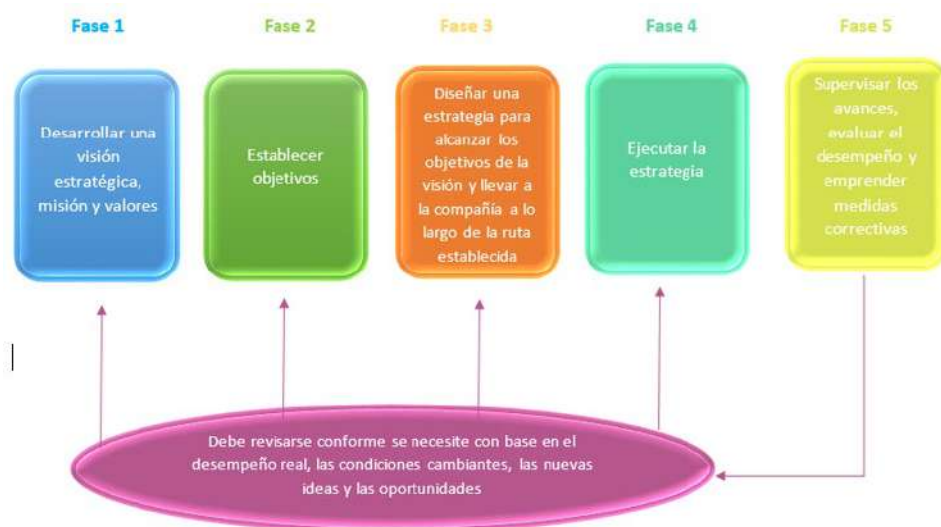 Fase 1
Fase 2
Fase 3
Fase 4
Fase 5
Desarrollar una
visión
estratégica,
misión y valores
Establecer
objetivos
Diseñar una
estrategia para
alcanzar los
objetivos de la
visión y llevar a
la compañía a lo
largo de la ruta
establecida
Ejecutar la
estrategia
Supervisar los
avances,
evaluar el
desempeño y
emprender
medidas
correctivas
Debe revisarse conforme se necesite con base en el
desempeño real, las condiciones cambiantes, las nuevas
ideas y las oportunidades